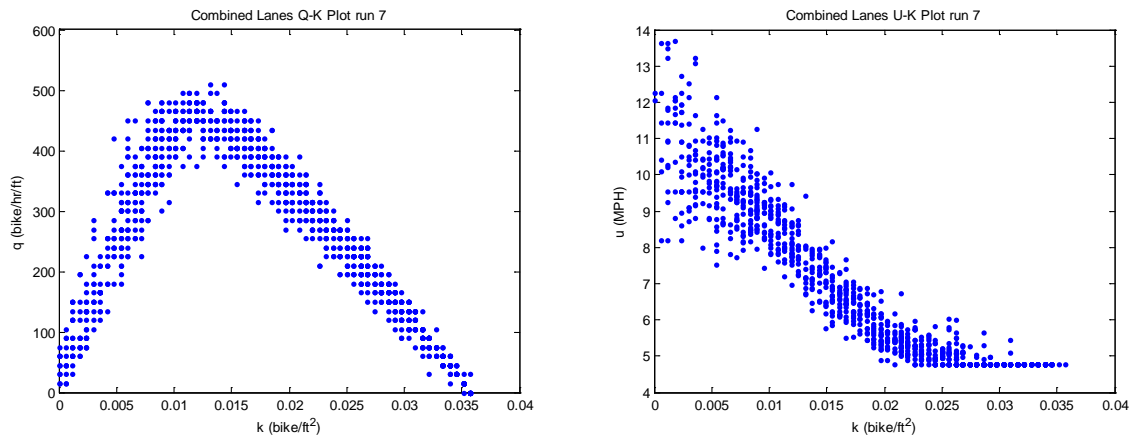 Combined Lanes Q-K Plot run 7
600
500
400
300
200
100
0
q (bike/hr/ft)
0 0.005 0.01 0.015 0.02 0.025 0.03 0.035 0.04
k (bike/ft²)
Combined Lanes U-K Plot run 7
14
13
12
11
10
9
8
7
6
5
4
u (MPH)
0 0.005 0.01 0.015 0.02 0.025 0.03 0.035 0.04
k (bike/ft²)